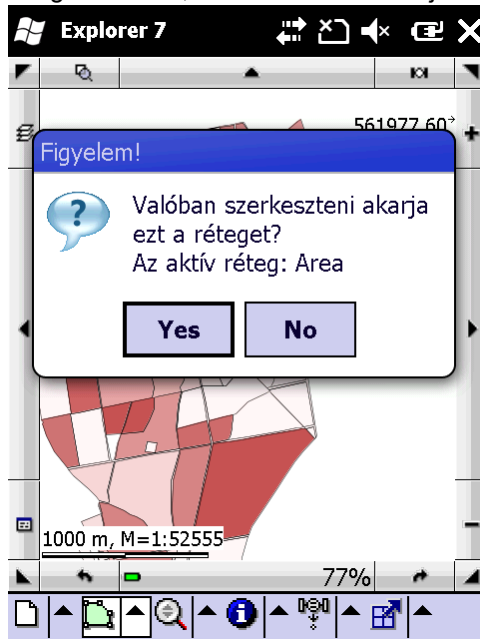 Explorer 7
561977.60
Figyelem!
Valóban szerkeszteni akarja
ezt a réteget?
Az aktív réteg: Area
Yes
No
1000 m, M=1:52555
77%